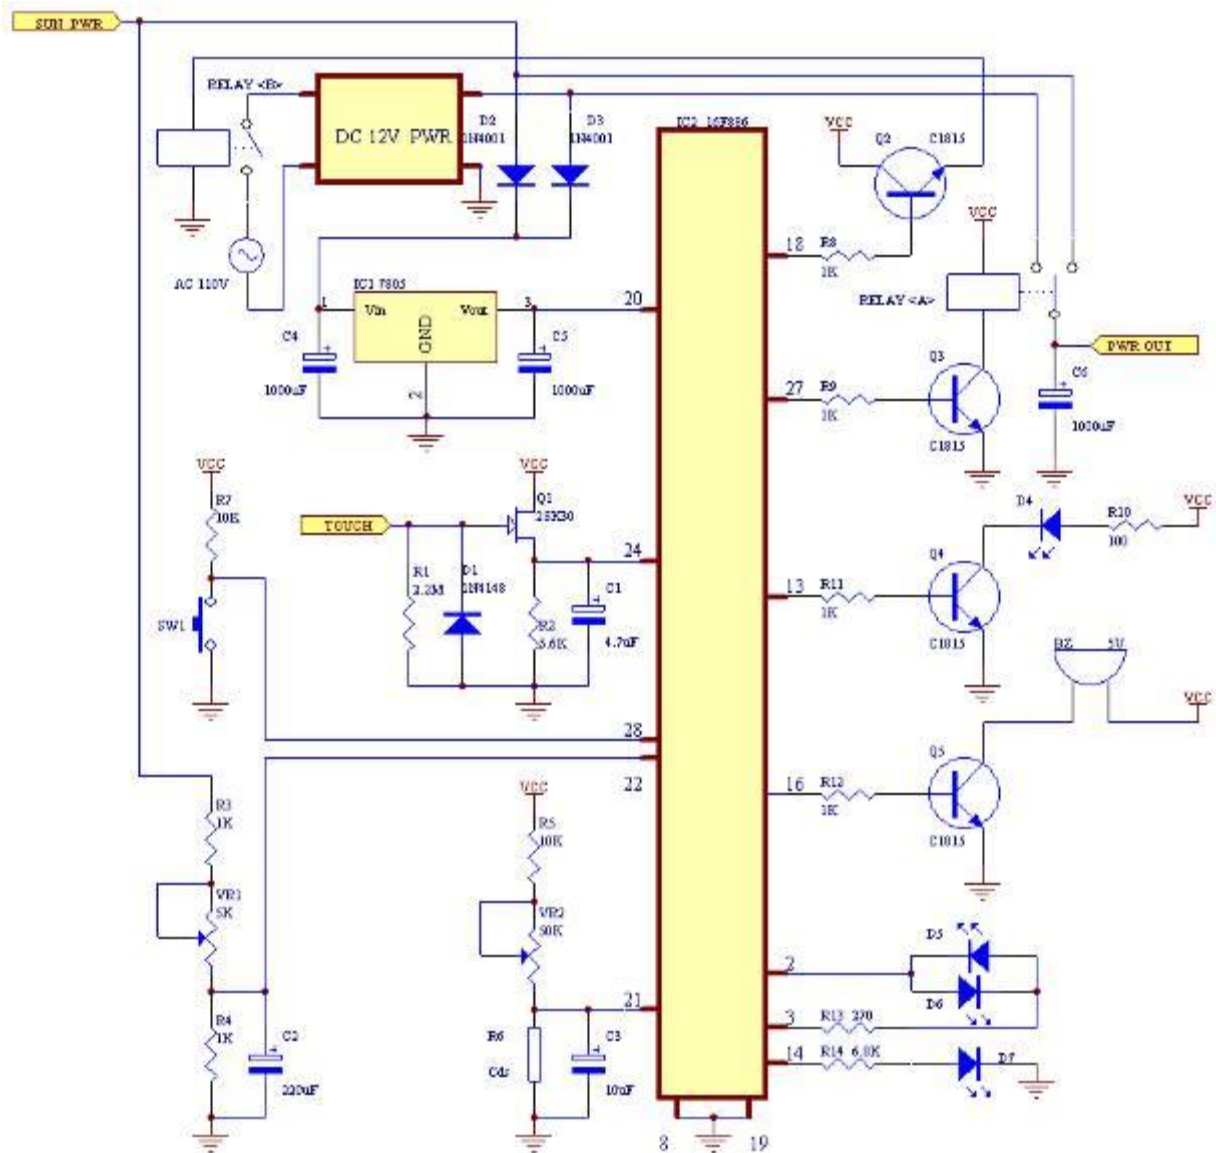 SUN PWR
RELAY <B>
DC 12V PWR
D2
1N4001
D3
1N4001
AC 110V
IC1 7805
1
Vin
Vout
3
GND
2
C4
1000uF
C5
1000uF
IC2 16F886
20
VCC
Q2
C1815
18
R8
1K
VCC
RELAY <A>
PWR OUT
27
R9
1K
Q3
C1815
C6
1000uF
VCC
R7
10K
SW1
TOUCH
VCC
Q1
2SK30
R1
2.2M
D1
1N4148
R2
5.6K
C1
4.7uF
24
D4
R10
100
VCC
13
R11
1K
Q4
C1815
BZ
5V
VCC
28
22
16
R12
1K
Q5
C1815
R3
1K
VR1
5K
R4
1K
C2
220uF
VCC
R5
10K
VR2
50K
R6
Cds
C3
10uF
21
2
D5
D6
3
R13 270
14
R14 6.8K
D7
8
19